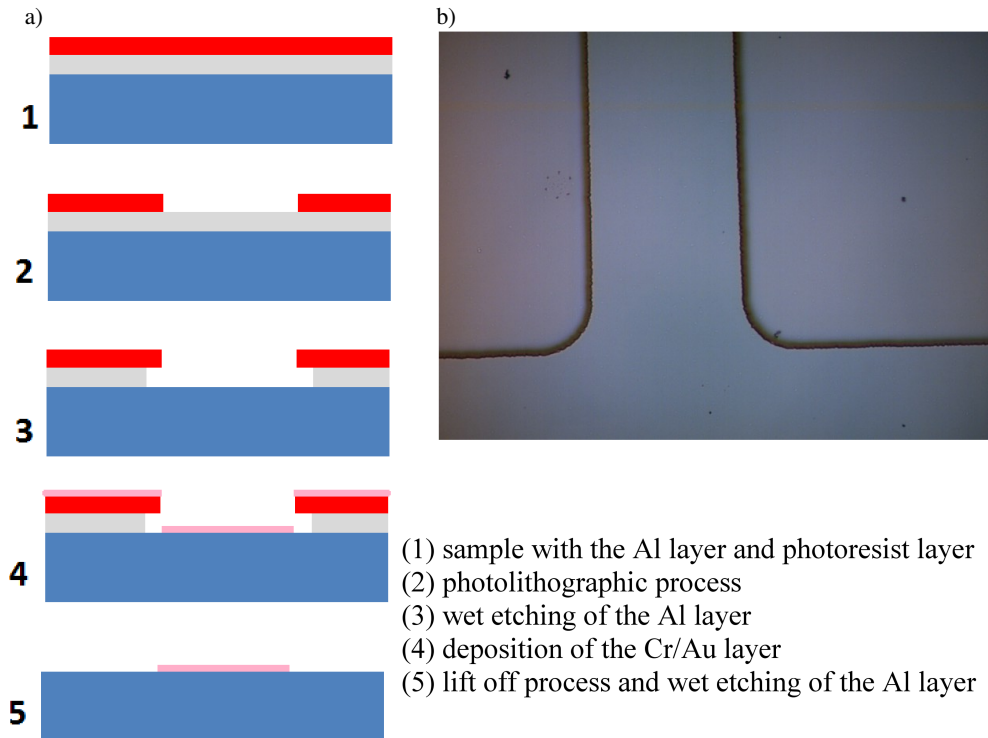 a)
b)
1
2
3
4
5
(1) sample with the Al layer and photoresist layer
(2) photolithographic process
(3) wet etching of the Al layer
(4) deposition of the Cr/Au layer
(5) lift off process and wet etching of the Al layer